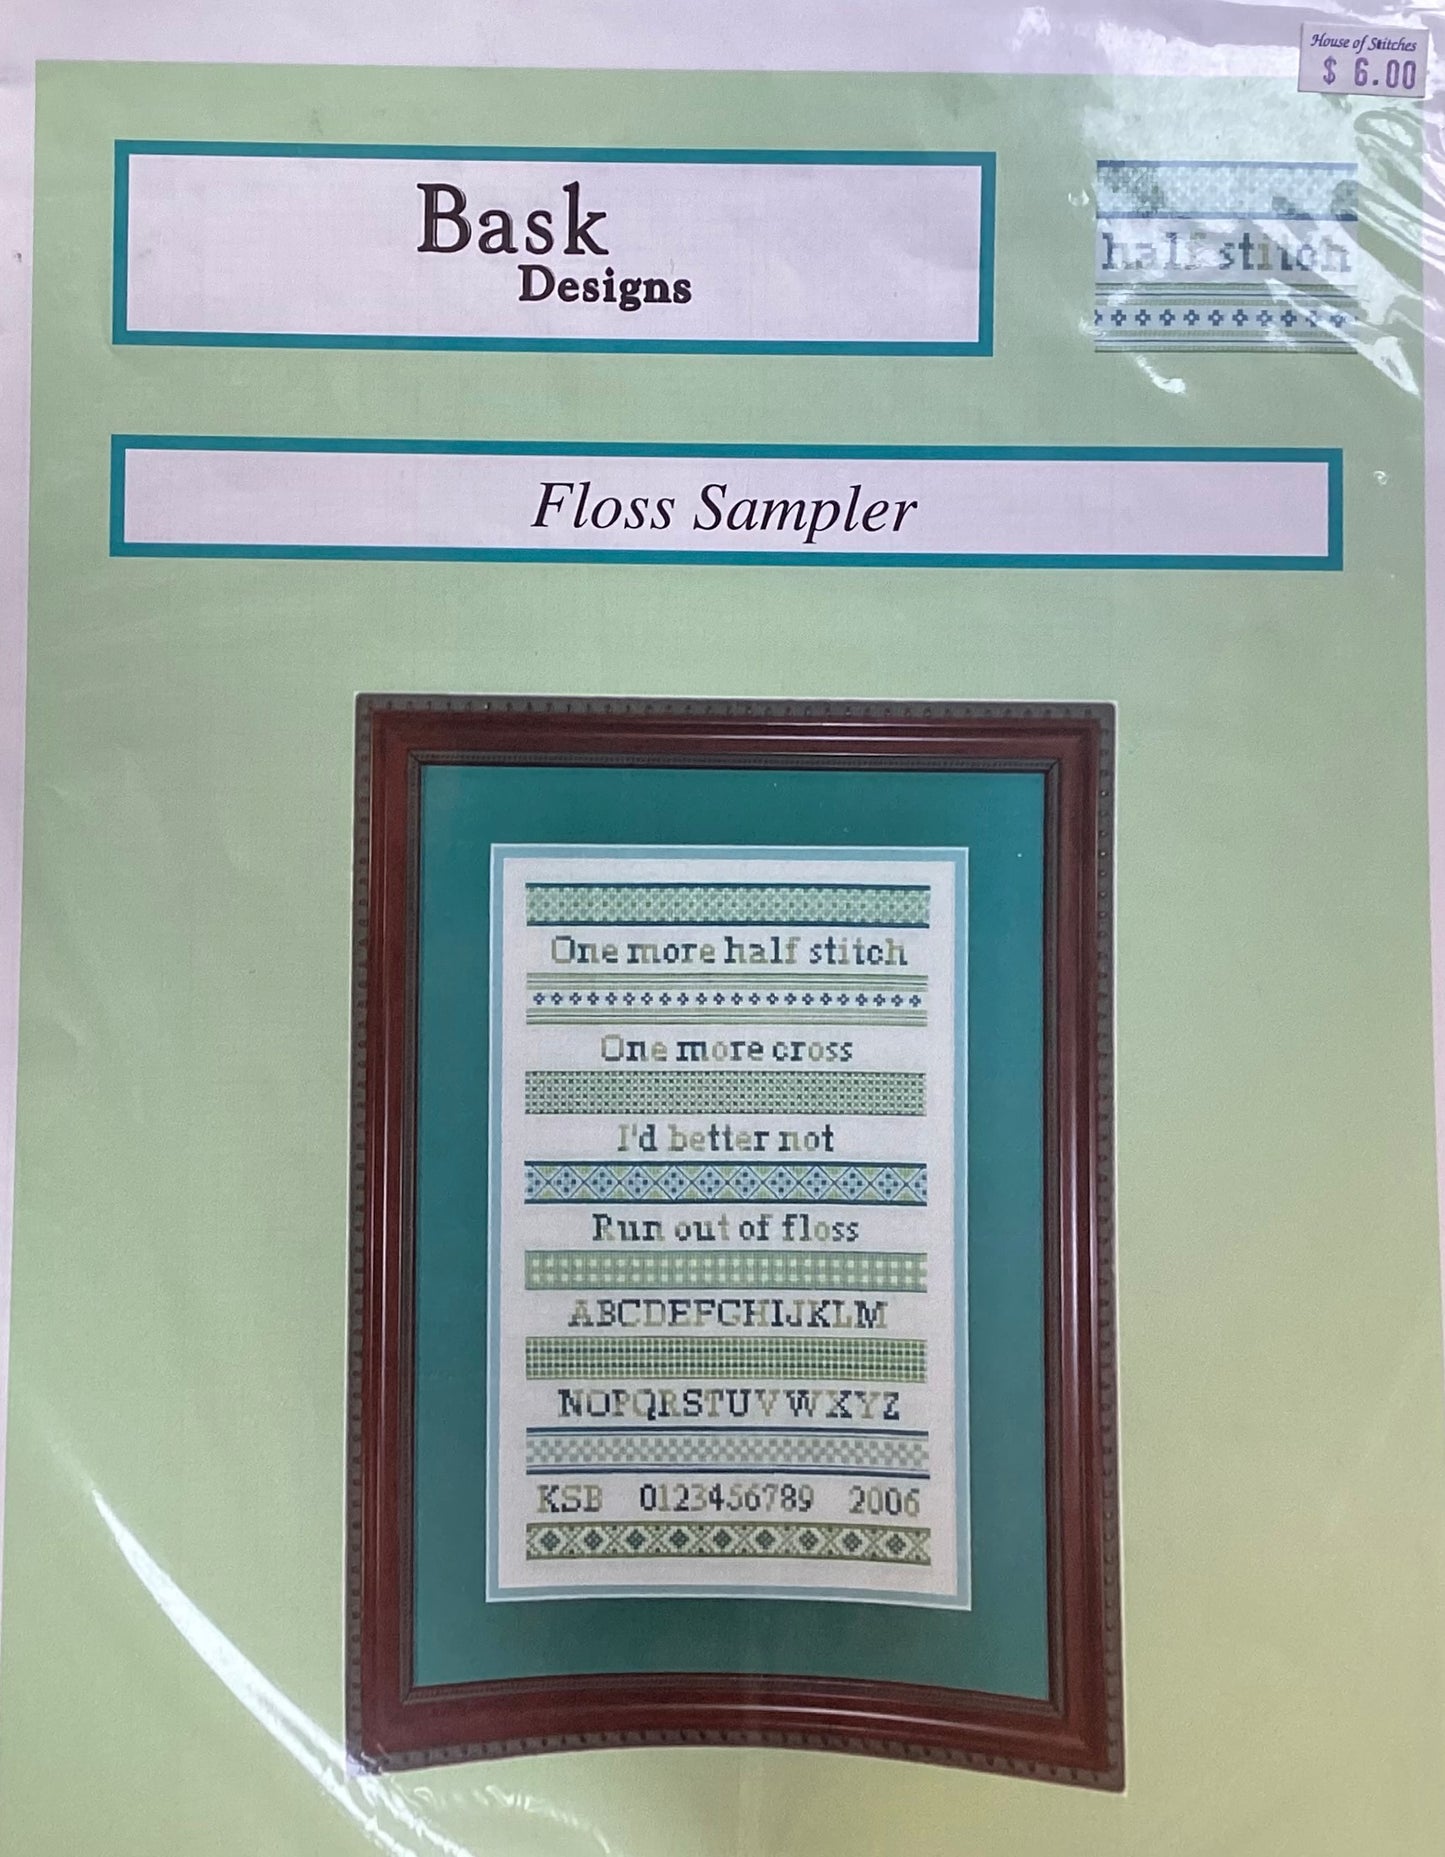 House of Stitches
$ 6.00
Bask
Designs
half stitch
Floss Sampler
One more half stitch
One more cross
I'd better not
Run out of floss
ABCDEFGHIJKLM
NOPQRSTUVWXYZ
KSB 0123456789 2006